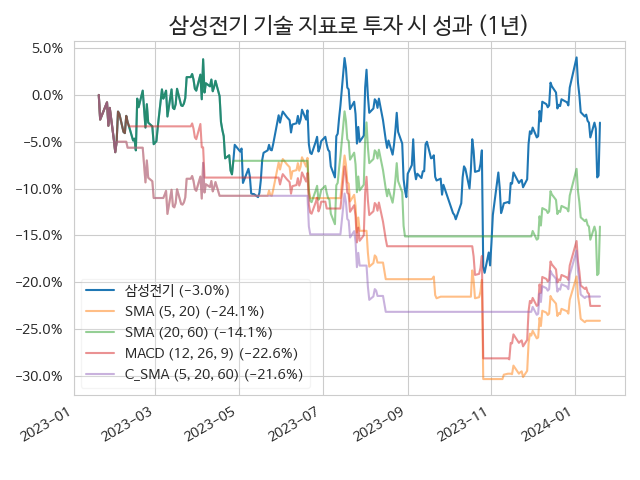 삼성전기 기술 지표로 투자 시 성과 (1년)
5.0%
0.0%
−5.0%
−10.0%
−15.0%
−20.0%
−25.0%
−30.0%
삼성전기 (−3.0%)
SMA (5, 20) (−24.1%)
SMA (20, 60) (−14.1%)
MACD (12, 26, 9) (−22.6%)
C_SMA (5, 20, 60) (−21.6%)
2023−01
2023−03
2023−05
2023−07
2023−09
2023−11
2024−01